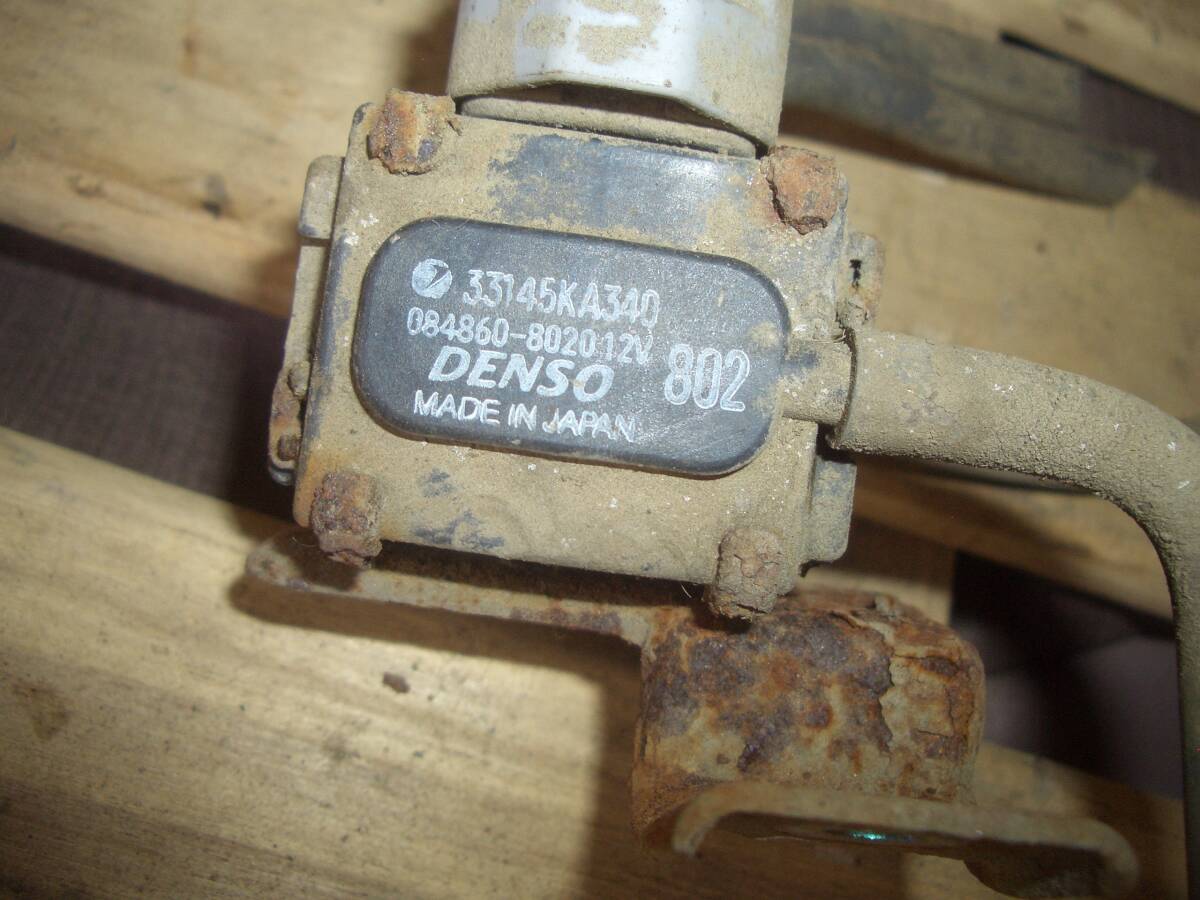 33145KA340
084860-8020 12V
DENSO 802
MADE IN JAPAN